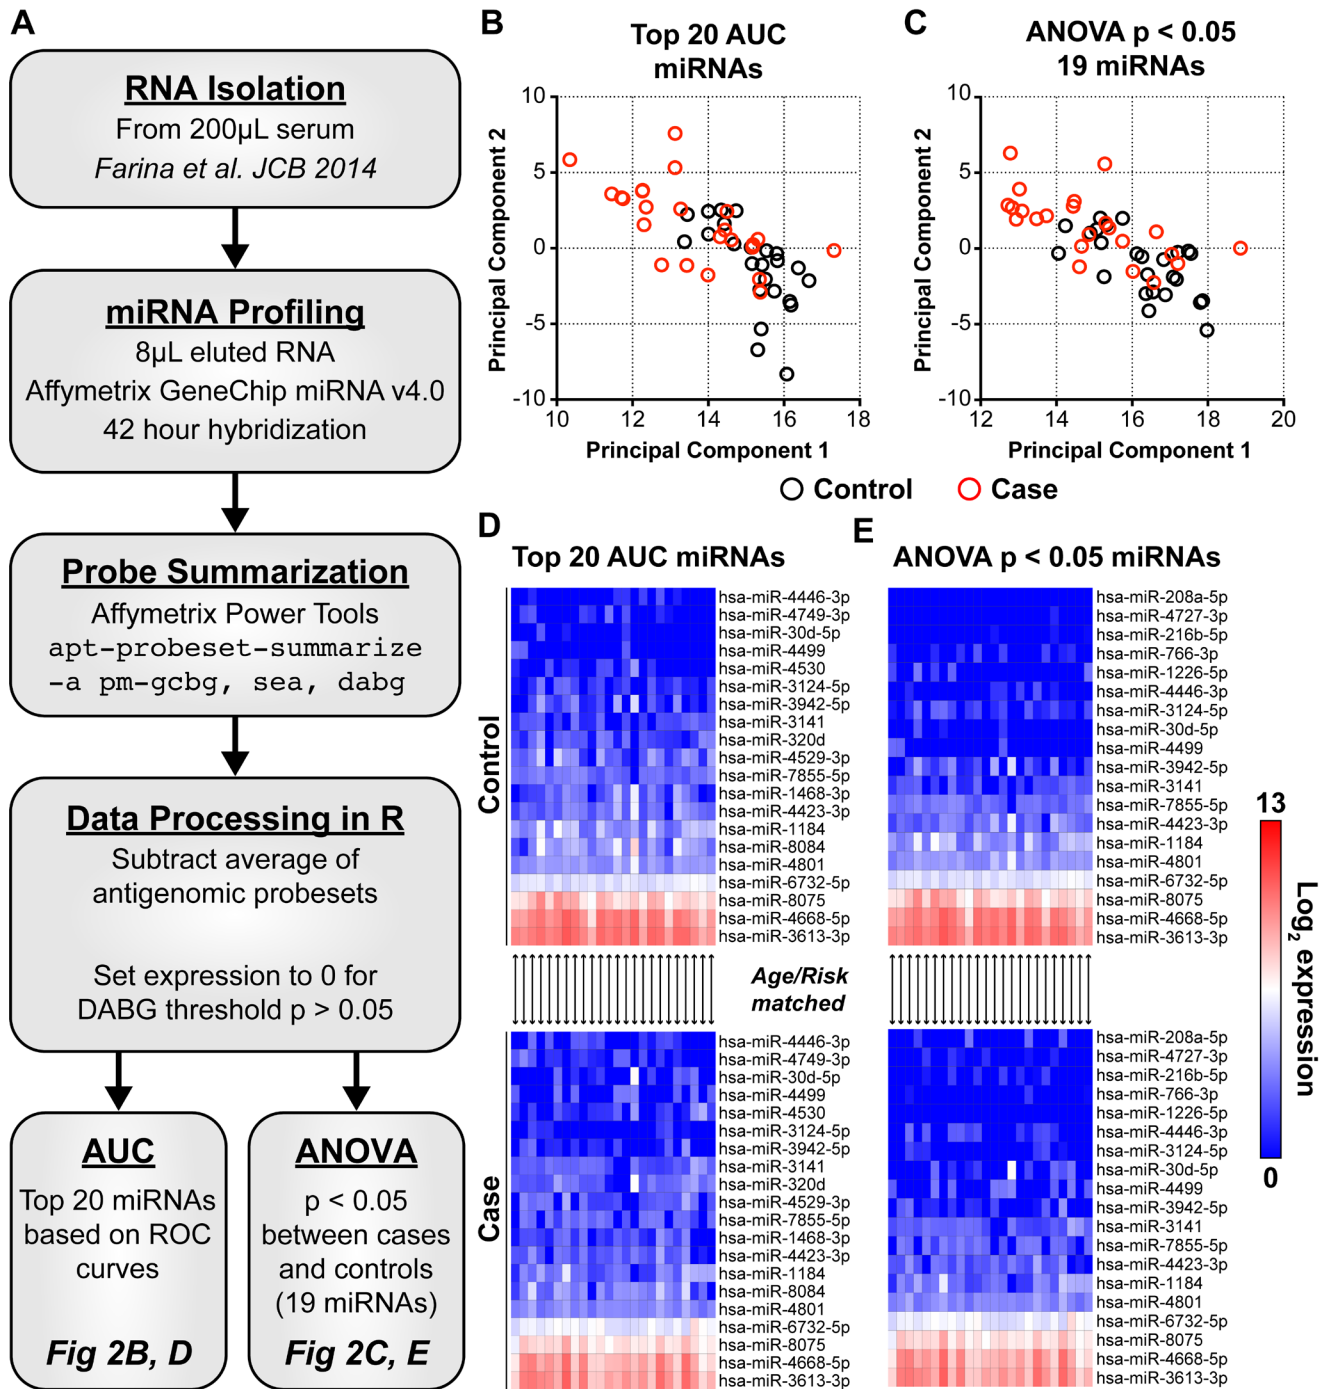 A
RNA Isolation
From 200µL serum
Farina et al. JCB 2014
miRNA Profiling
8µL eluted RNA
Affymetrix GeneChip miRNA v4.0
42 hour hybridization
Probe Summarization
Affymetrix Power Tools
apt-probeset-summarize
-a pm-gcbg, sea, dabg
Data Processing in R
Subtract average of
antigenomic probesets
Set expression to 0 for
DABG threshold p > 0.05
AUC
Top 20 miRNAs
based on ROC
curves
Fig 2B, D
ANOVA
p < 0.05
between cases
and controls
(19 miRNAs)
Fig 2C, E
B
Top 20 AUC
miRNAs
Principal Component 2
10
5
0
-5
-10
10
12
14
16
18
Principal Component 1
C
ANOVA p < 0.05
19 miRNAs
Principal Component 2
10
5
0
-5
-10
12
14
16
18
20
Principal Component 1
Control
Case
D
Top 20 AUC miRNAs
Control
hsa-miR-4446-3p
hsa-miR-4749-3p
hsa-miR-30d-5p
hsa-miR-4499
hsa-miR-4530
hsa-miR-3124-5p
hsa-miR-3942-5p
hsa-miR-3141
hsa-miR-320d
hsa-miR-4529-3p
hsa-miR-7855-5p
hsa-miR-1468-3p
hsa-miR-4423-3p
hsa-miR-1184
hsa-miR-8084
hsa-miR-4801
hsa-miR-6732-5p
hsa-miR-8075
hsa-miR-4668-5p
hsa-miR-3613-3p
Age/Risk
matched
Case
hsa-miR-4446-3p
hsa-miR-4749-3p
hsa-miR-30d-5p
hsa-miR-4499
hsa-miR-4530
hsa-miR-3124-5p
hsa-miR-3942-5p
hsa-miR-3141
hsa-miR-320d
hsa-miR-4529-3p
hsa-miR-7855-5p
hsa-miR-1468-3p
hsa-miR-4423-3p
hsa-miR-1184
hsa-miR-8084
hsa-miR-4801
hsa-miR-6732-5p
hsa-miR-8075
hsa-miR-4668-5p
hsa-miR-3613-3p
E
ANOVA p < 0.05 miRNAs
hsa-miR-208a-5p
hsa-miR-4727-3p
hsa-miR-216b-5p
hsa-miR-766-3p
hsa-miR-1226-5p
hsa-miR-4446-3p
hsa-miR-3124-5p
hsa-miR-30d-5p
hsa-miR-4499
hsa-miR-3942-5p
hsa-miR-3141
hsa-miR-7855-5p
hsa-miR-4423-3p
hsa-miR-1184
hsa-miR-4801
hsa-miR-6732-5p
hsa-miR-8075
hsa-miR-4668-5p
hsa-miR-3613-3p
hsa-miR-208a-5p
hsa-miR-4727-3p
hsa-miR-216b-5p
hsa-miR-766-3p
hsa-miR-1226-5p
hsa-miR-4446-3p
hsa-miR-3124-5p
hsa-miR-30d-5p
hsa-miR-4499
hsa-miR-3942-5p
hsa-miR-3141
hsa-miR-7855-5p
hsa-miR-4423-3p
hsa-miR-1184
hsa-miR-4801
hsa-miR-6732-5p
hsa-miR-8075
hsa-miR-4668-5p
hsa-miR-3613-3p
13
0
Log2 expression